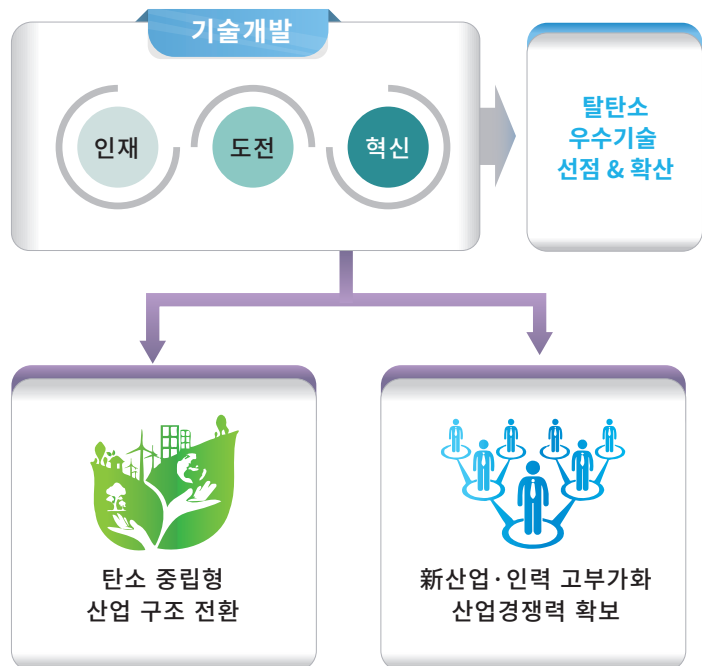 기술개발
인재
도전
혁신
탈탄소
우수기술
선점 & 확산
탄소 중립형
산업 구조 전환
新산업·인력 고부가화
산업경쟁력 확보